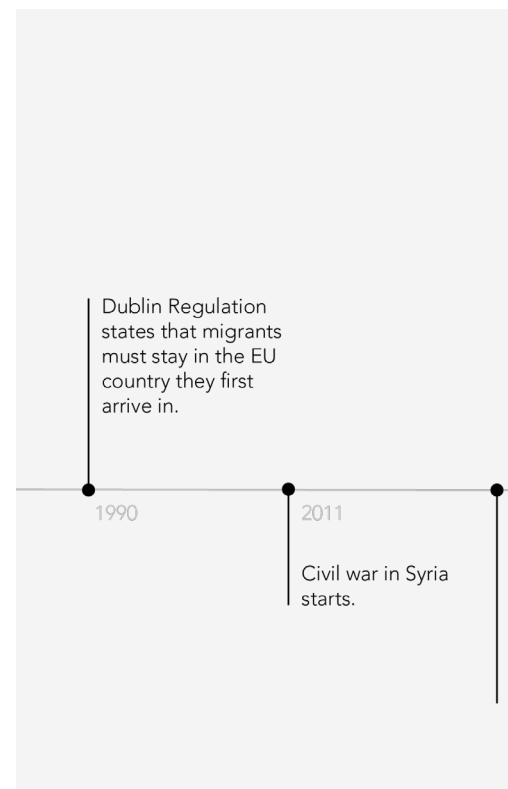 Dublin Regulation
states that migrants
must stay in the EU
country they first
arrive in.
1990
2011
Civil war in Syria
starts.